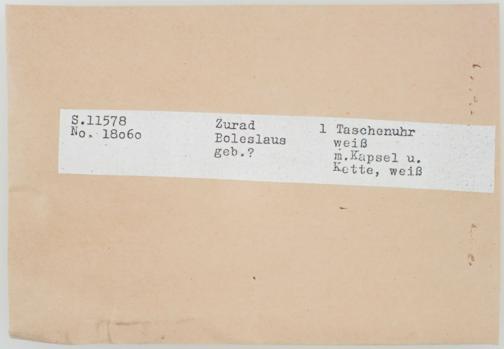 S.11578 Zurad 1 Taschenuhr
No. 18060 Boleslaus weiß
geb.? m.Kapsel u.
Kette, weiß